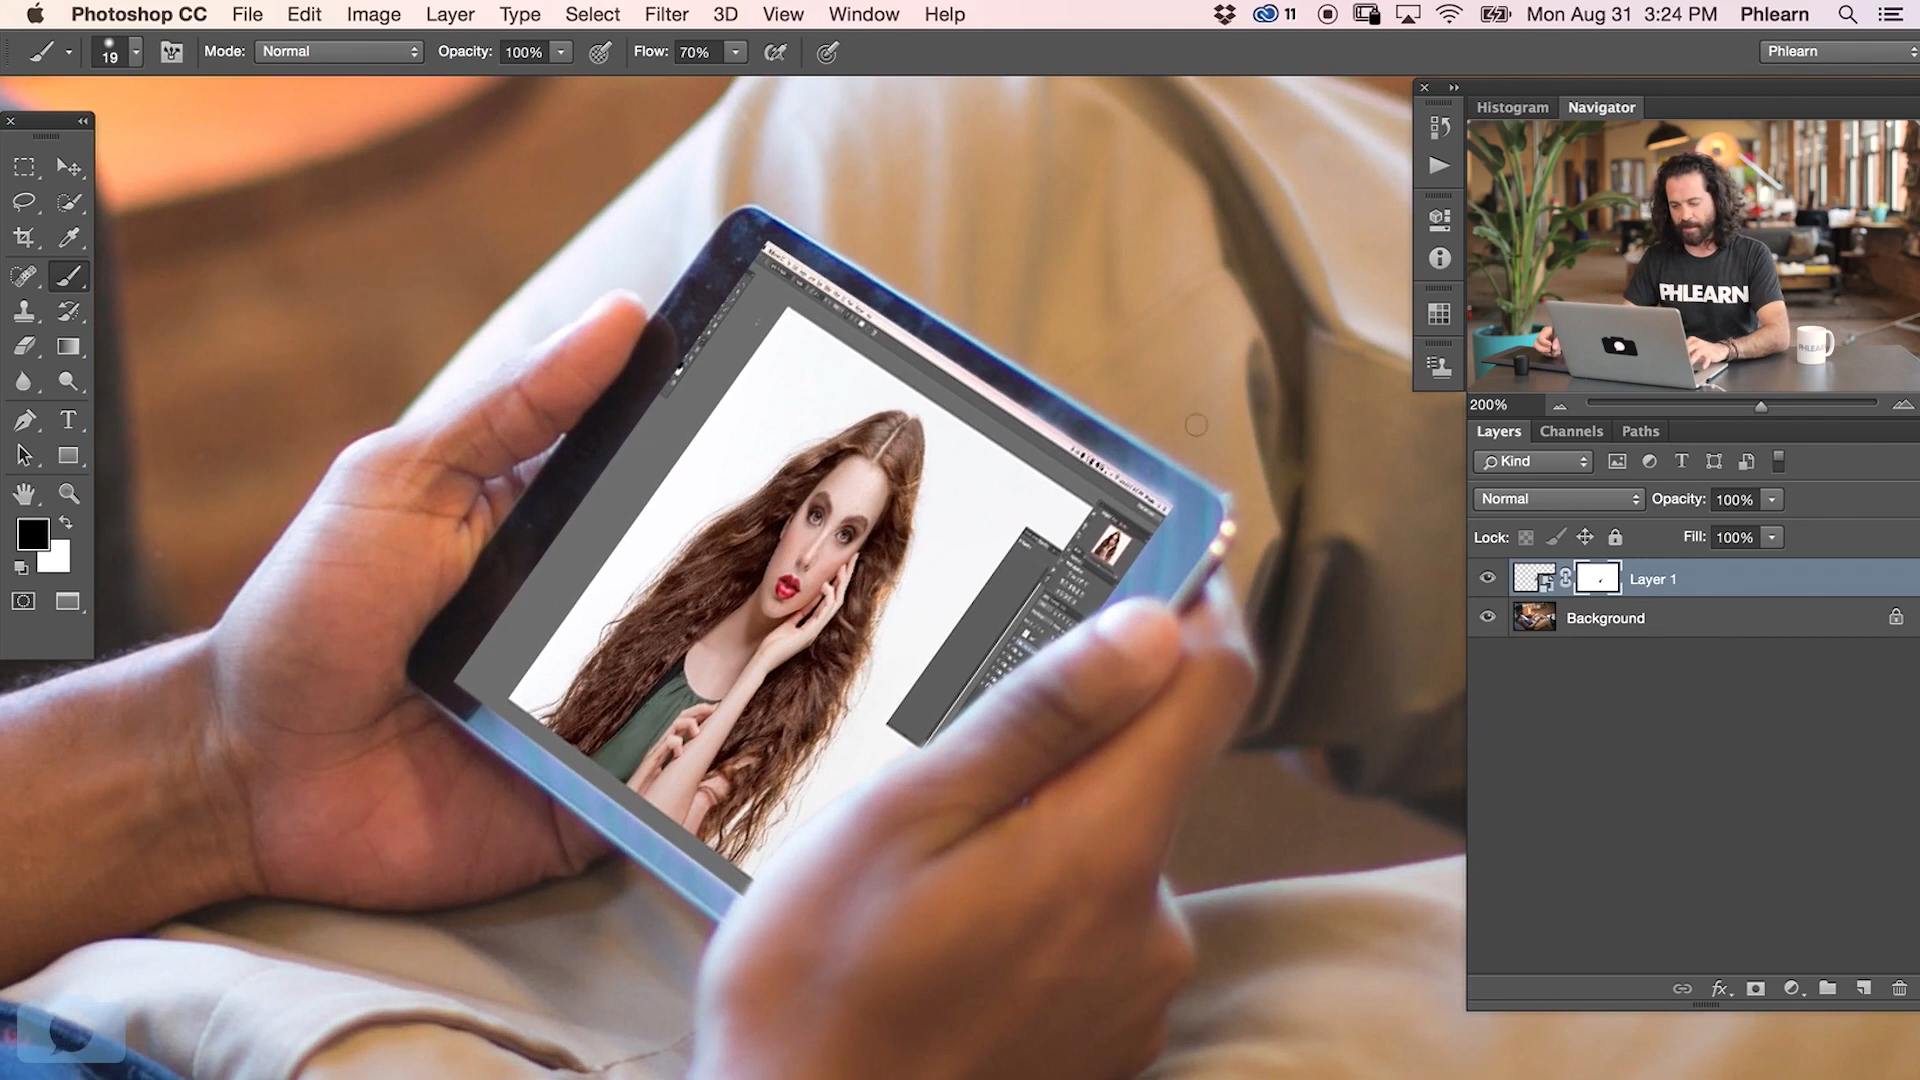 Photoshop CC File Edit Image Layer Type Select Filter 3D View Window Help 11 Mon Aug 31 3:24 PM Phlearn
19 Mode: Normal Opacity: 100% Flow: 70% Phlearn
Histogram Navigator
PHLEARN
PHLEARN
200%
Layers Channels Paths
Kind
Normal Opacity: 100%
Lock: Fill: 100%
Layer 1
Background